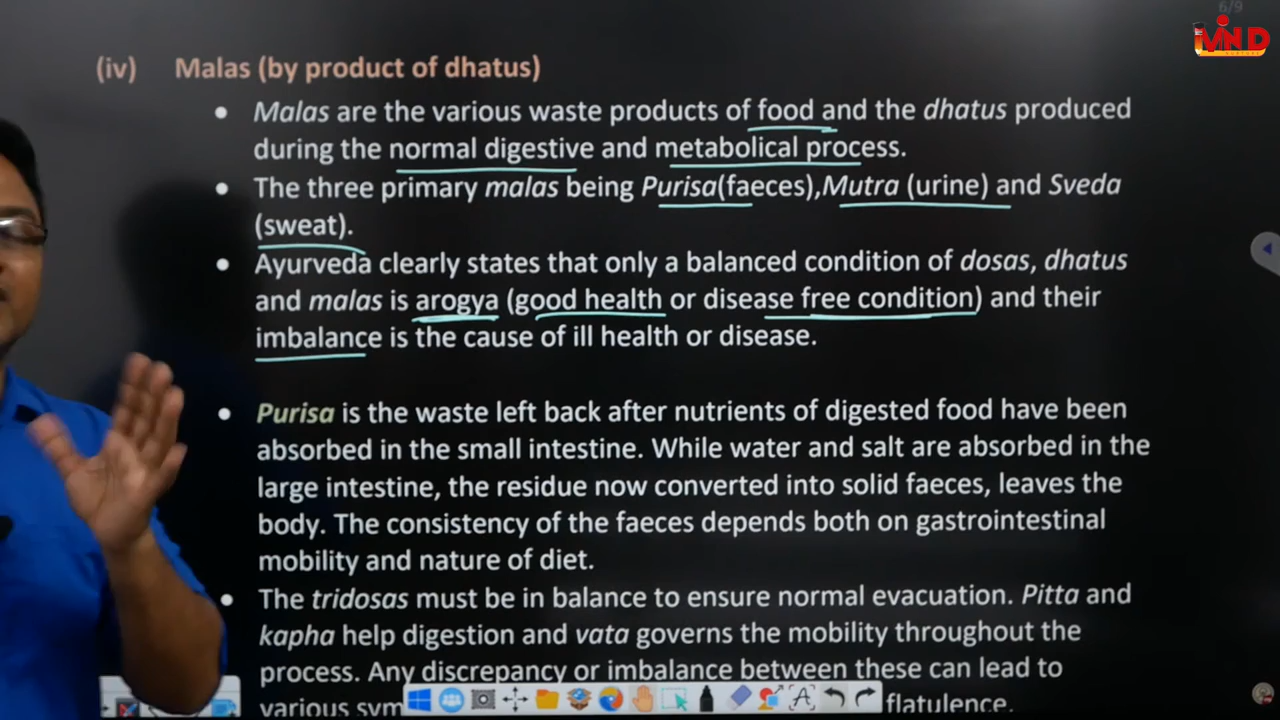 6/9
MIND
(iv) Malas (by product of dhatus)
• Malas are the various waste products of food and the dhatus produced
during the normal digestive and metabolical process.
• The three primary malas being Purisa(faeces),Mutra (urine) and Sveda
(sweat).
• Ayurveda clearly states that only a balanced condition of dosas, dhatus
and malas is arogya (good health or disease free condition) and their
imbalance is the cause of ill health or disease.
• Purisa is the waste left back after nutrients of digested food have been
absorbed in the small intestine. While water and salt are absorbed in the
large intestine, the residue now converted into solid faeces, leaves the
body. The consistency of the faeces depends both on gastrointestinal
mobility and nature of diet.
• The tridosas must be in balance to ensure normal evacuation. Pitta and
kapha help digestion and vata governs the mobility throughout the
process. Any discrepancy or imbalance between these can lead to
various flatulence.